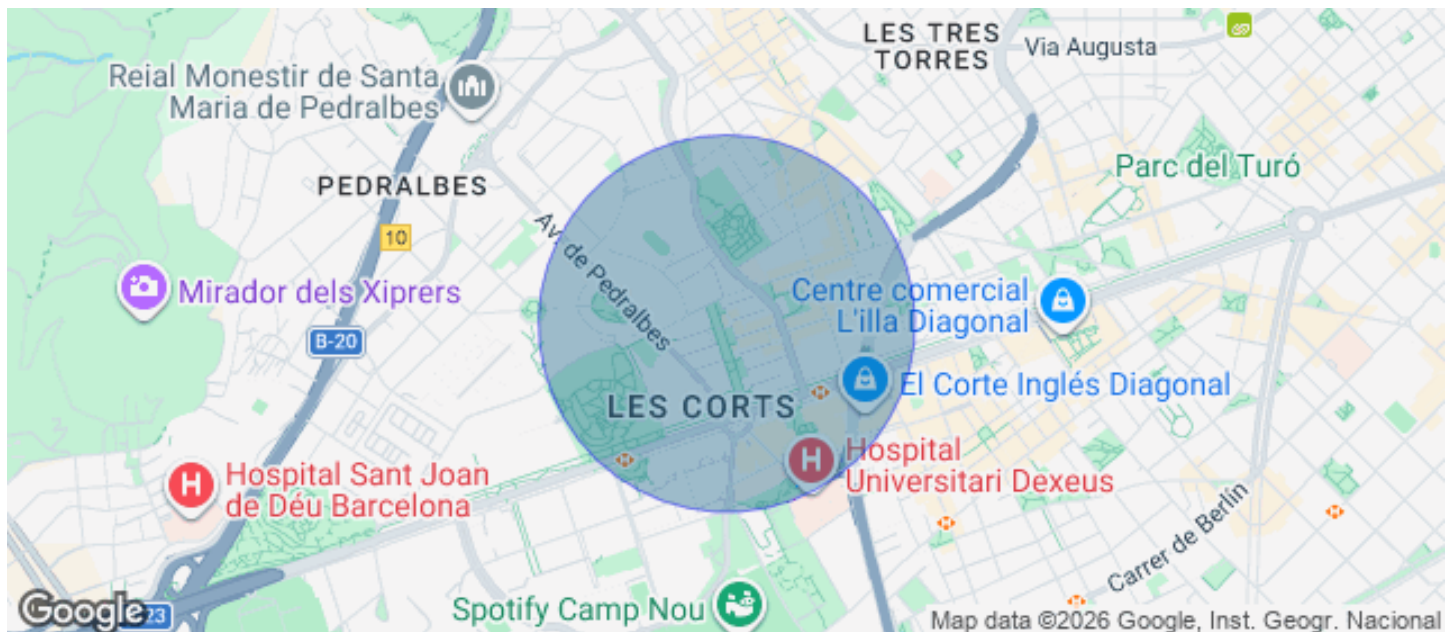 LES TRES
TORRES
Via Augusta
Reial Monestir de Santa
Maria de Pedralbes
PEDRALBES
Parc del Turó
10
Av. de Pedralbes
Mirador dels Xiprers
Centre comercial
L'illa Diagonal
B-20
El Corte Inglés Diagonal
LES CORTS
Hospital
Universitari Dexeus
H
H
Hospital Sant Joan
de Déu Barcelona
Carrer de Berlín
Spotify Camp Nou
Google
23
Map data ©2026 Google, Inst. Geogr. Nacional